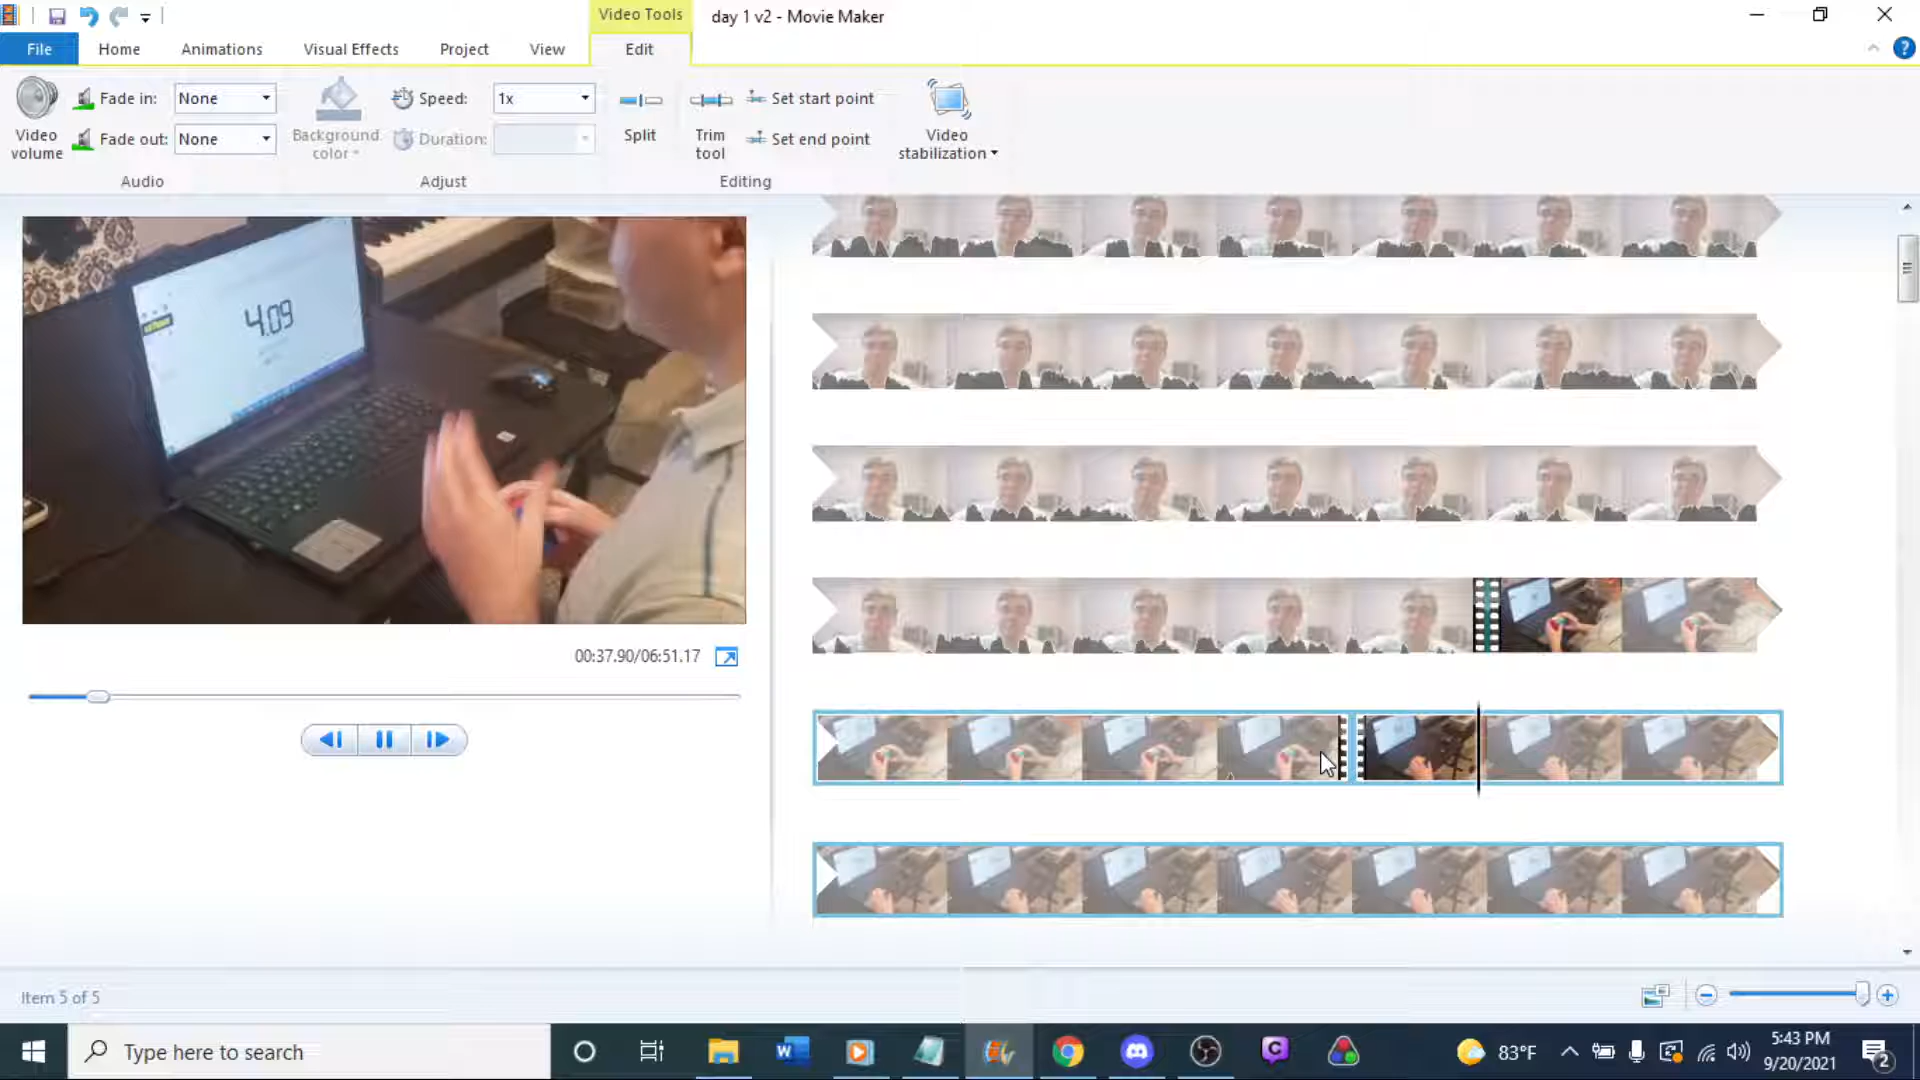 Video Tools
day 1 v2 - Movie Maker
File
Home
Animations
Visual Effects
Project
View
Edit
Video
volume
Fade in:
None
Fade out:
None
Audio
Background
color
Speed:
1x
Duration:
Adjust
Split
Trim
tool
Set start point
Set end point
Editing
Video
stabilization
4.09
00:37.90/06:51.17
Item 5 of 5
Type here to search
83°F
5:43 PM
9/20/2021
2